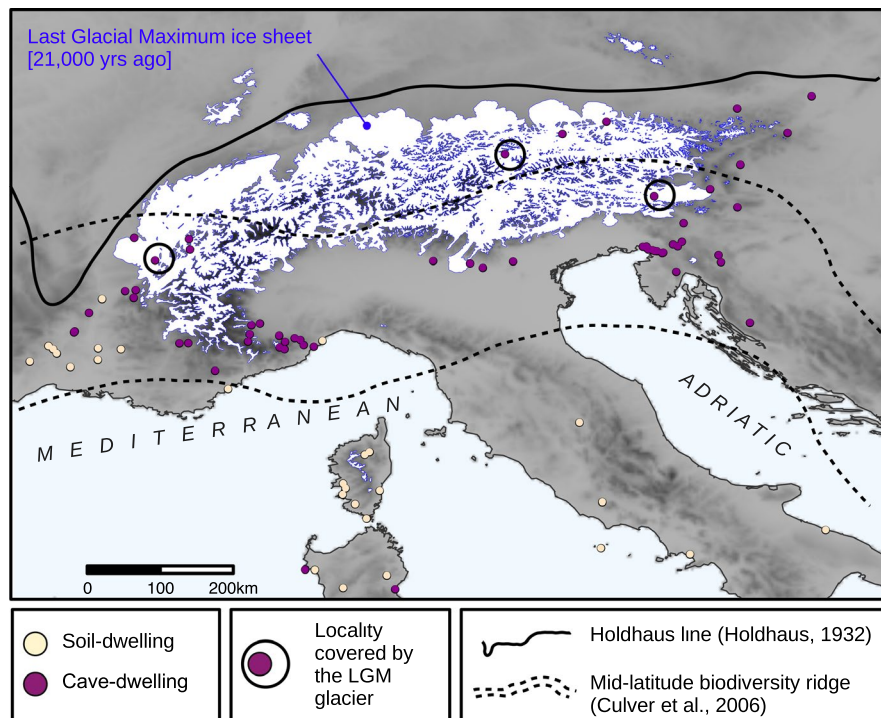 Last Glacial Maximum ice sheet
[21,000 yrs ago]
MEDITERRANEAN
ADRIATIC
0 100 200km
Soil-dwelling
Cave-dwelling
Locality
covered by
the LGM
glacier
Holdhaus line (Holdhaus, 1932)
Mid-latitude biodiversity ridge
(Culver et al., 2006)